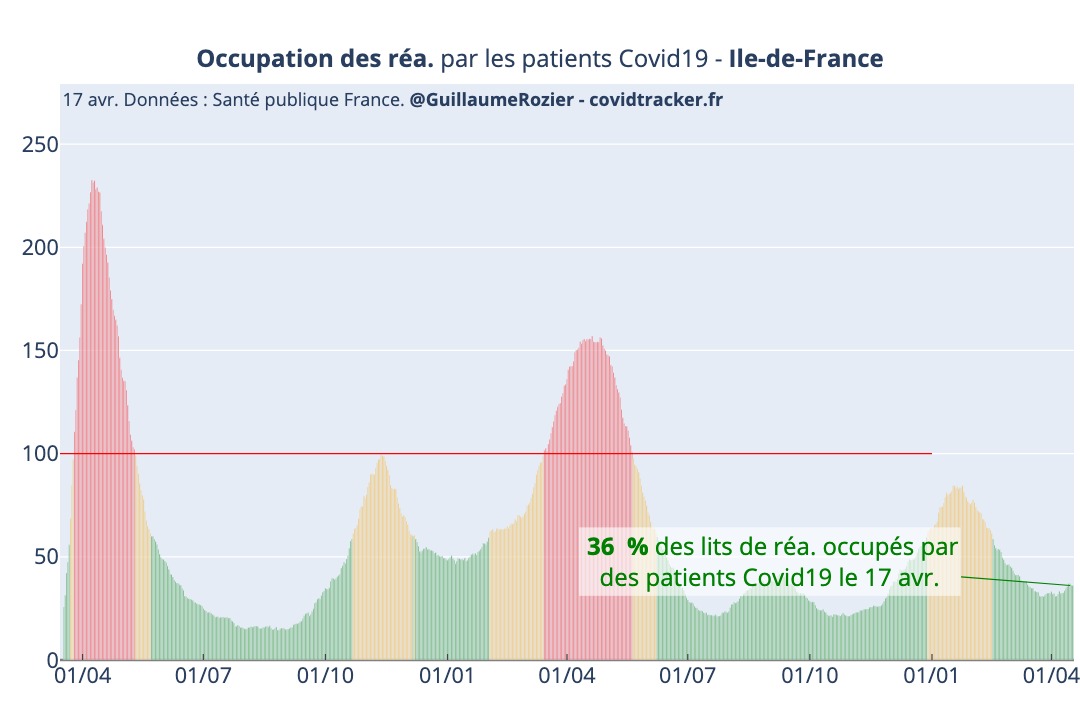 Occupation des réa. par les patients Covid19 - Ile-de-France
17 avr. Données : Santé publique France. @GuillaumeRozier - covidtracker.fr
250
200
150
100
50
0
36 % des lits de réa. occupés par
des patients Covid19 le 17 avr.
01/04 01/07 01/10 01/01 01/04 01/07 01/10 01/01 01/04